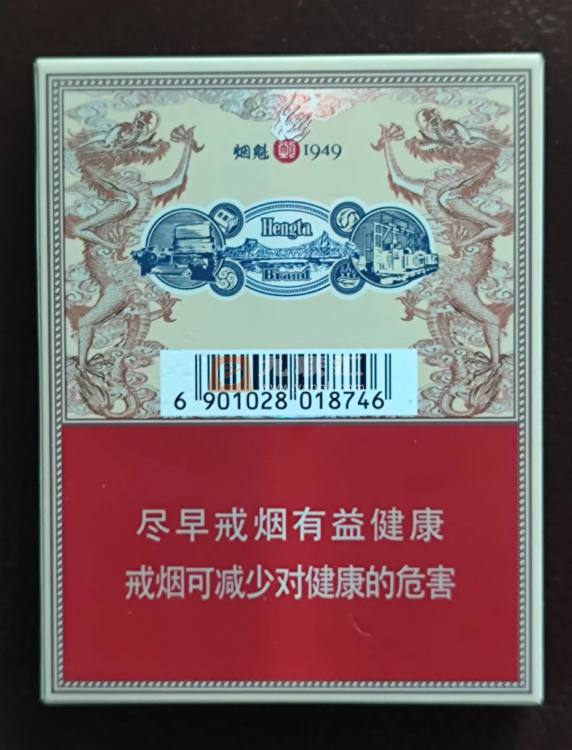 烟魁 1949
Hengta
Brand
6 901028 018746
尽早戒烟有益健康
戒烟可减少对健康的危害